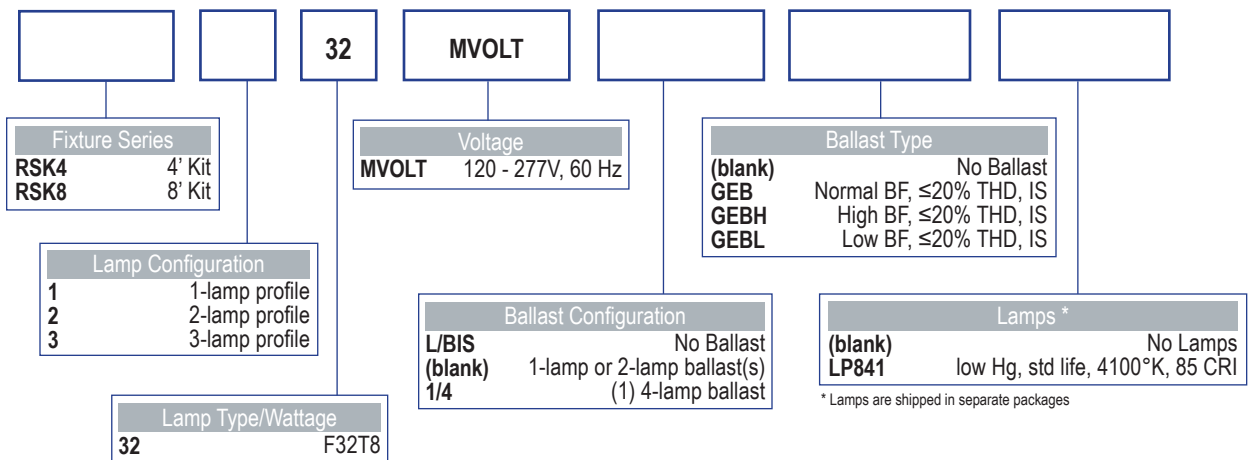 32
MVOLT
Fixture Series
RSK4 4' Kit
RSK8 8' Kit
Voltage
MVOLT 120 - 277V, 60 Hz
Ballast Type
(blank) No Ballast
GEB Normal BF, ≤20% THD, IS
GEBH High BF, ≤20% THD, IS
GEBL Low BF, ≤20% THD, IS
Lamp Configuration
1 1-lamp profile
2 2-lamp profile
3 3-lamp profile
Ballast Configuration
L/BIS No Ballast
(blank) 1-lamp or 2-lamp ballast(s)
1/4 (1) 4-lamp ballast
Lamps *
(blank) No Lamps
LP841 low Hg, std life, 4100°K, 85 CRI
* Lamps are shipped in separate packages
Lamp Type/Wattage
32 F32T8